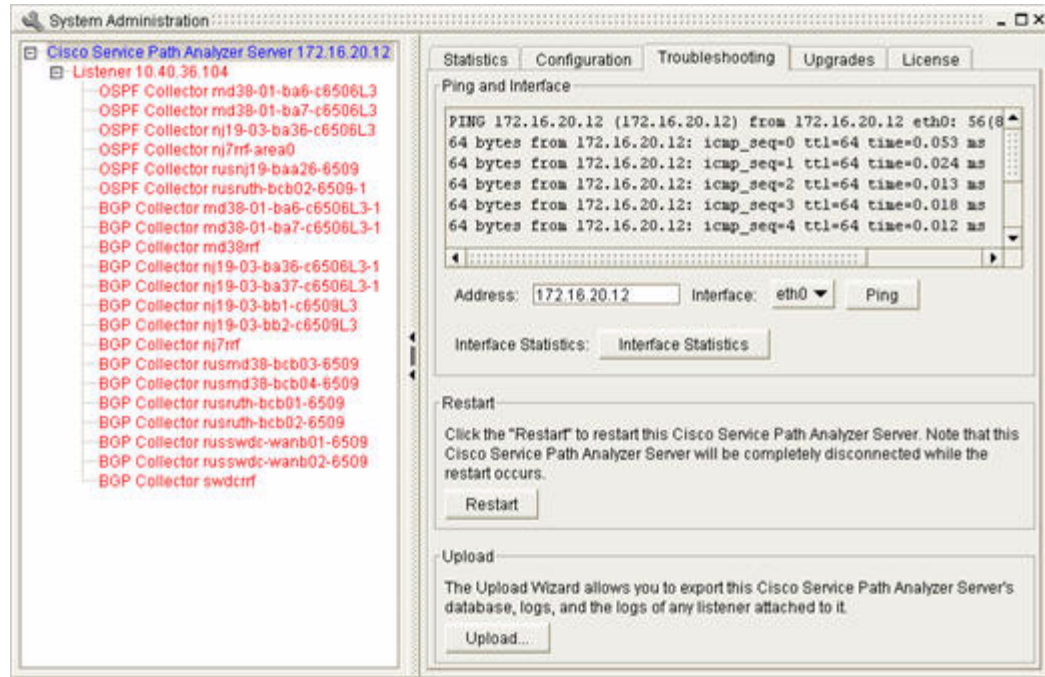 System Administration
Cisco Service Path Analyzer Server 172.16.20.12
Listener 10.40.36.104
OSPF Collector md38-01-ba6-c6506L3
OSPF Collector md38-01-ba7-c6506L3
OSPF Collector nj19-03-ba36-c6506L3
OSPF Collector nj7rrf-area0
OSPF Collector rusnj19-baa26-6509
OSPF Collector rusruth-bcb02-6509-1
BGP Collector md38-01-ba6-c6506L3-1
BGP Collector md38-01-ba7-c6506L3-1
BGP Collector md38rrf
BGP Collector nj19-03-ba36-c6506L3-1
BGP Collector nj19-03-ba37-c6506L3-1
BGP Collector nj19-03-bb1-c6509L3
BGP Collector nj19-03-bb2-c6509L3
BGP Collector nj7rrf
BGP Collector rusmd38-bcb03-6509
BGP Collector rusmd38-bcb04-6509
BGP Collector rusruth-bcb01-6509
BGP Collector rusruth-bcb02-6509
BGP Collector russwdc-wanb01-6509
BGP Collector russwdc-wanb02-6509
BGP Collector swdcrrf
Statistics Configuration Troubleshooting Upgrades License
Ping and Interface
PING 172.16.20.12 (172.16.20.12) from 172.16.20.12 eth0: 56(8
64 bytes from 172.16.20.12: icmp_seq=0 ttl=64 time=0.053 ms
64 bytes from 172.16.20.12: icmp_seq=1 ttl=64 time=0.024 ms
64 bytes from 172.16.20.12: icmp_seq=2 ttl=64 time=0.013 ms
64 bytes from 172.16.20.12: icmp_seq=3 ttl=64 time=0.018 ms
64 bytes from 172.16.20.12: icmp_seq=4 ttl=64 time=0.012 ms
Address: 172.16.20.12 Interface: eth0 Ping
Interface Statistics: Interface Statistics
Restart
Click the "Restart" to restart this Cisco Service Path Analyzer Server. Note that this
Cisco Service Path Analyzer Server will be completely disconnected while the
restart occurs.
Restart
Upload
The Upload Wizard allows you to export this Cisco Service Path Analyzer Server's
database, logs, and the logs of any listener attached to it.
Upload...